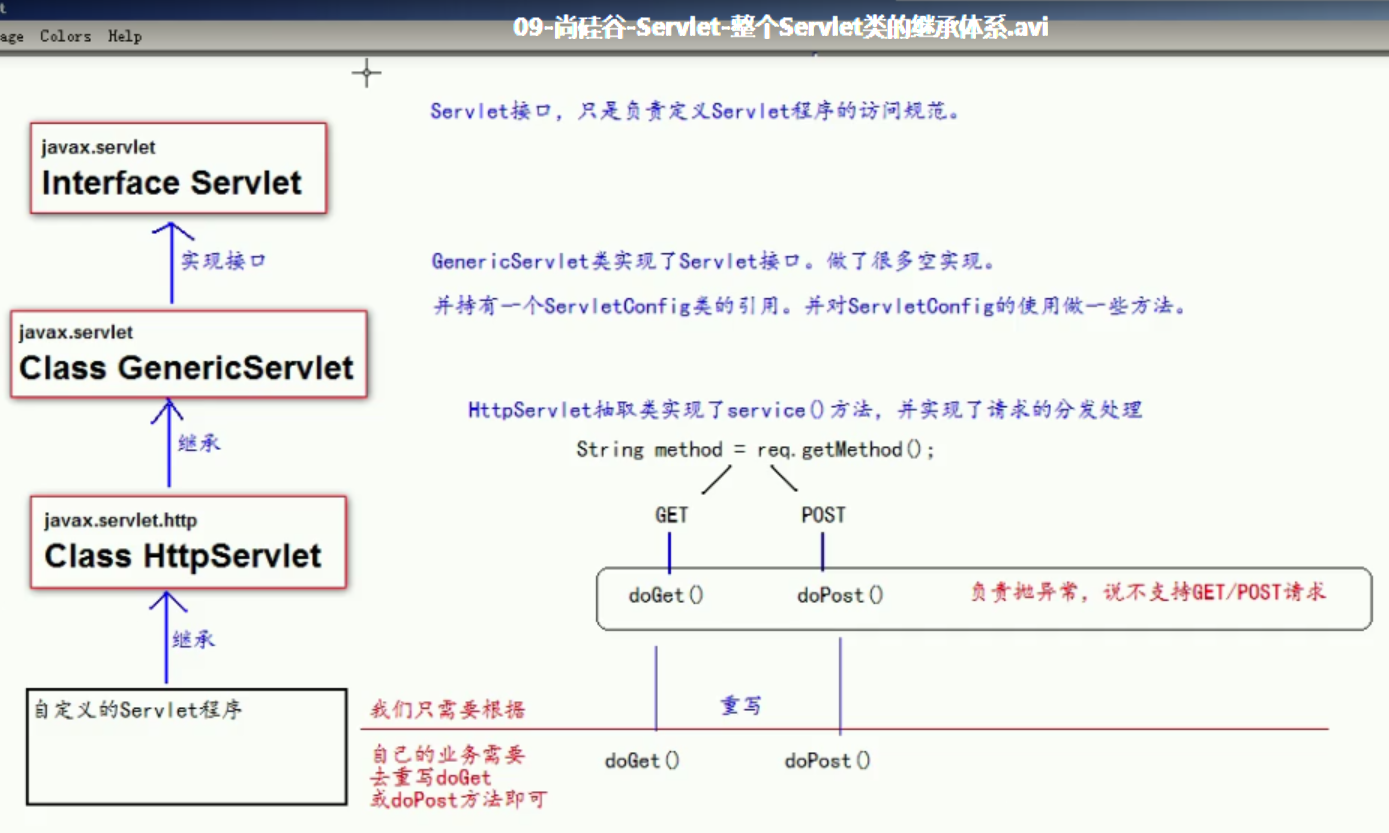 09-尚硅谷-Servlet-整个Servlet类的继承体系.avi
Colors Help
Servlet接口，只是负责定义Servlet程序的访问规范。
javax.servlet
Interface Servlet
实现接口
GenericServlet类实现了Servlet接口。做了很多空实现。
并持有一个ServletConfig类的引用。并对ServletConfig的使用做一些方法。
javax.servlet
Class GenericServlet
继承
HttpServlet抽取类实现了service()方法，并实现了请求的分发处理
String method = req.getMethod();
GET POST
javax.servlet.http
Class HttpServlet
doGet() doPost() 负责抛异常，说不支持GET/POST请求
继承
自定义的Servlet程序
我们只需要根据
重写
自己的业务需要
去重写doGet
或doPost方法即可
doGet() doPost()